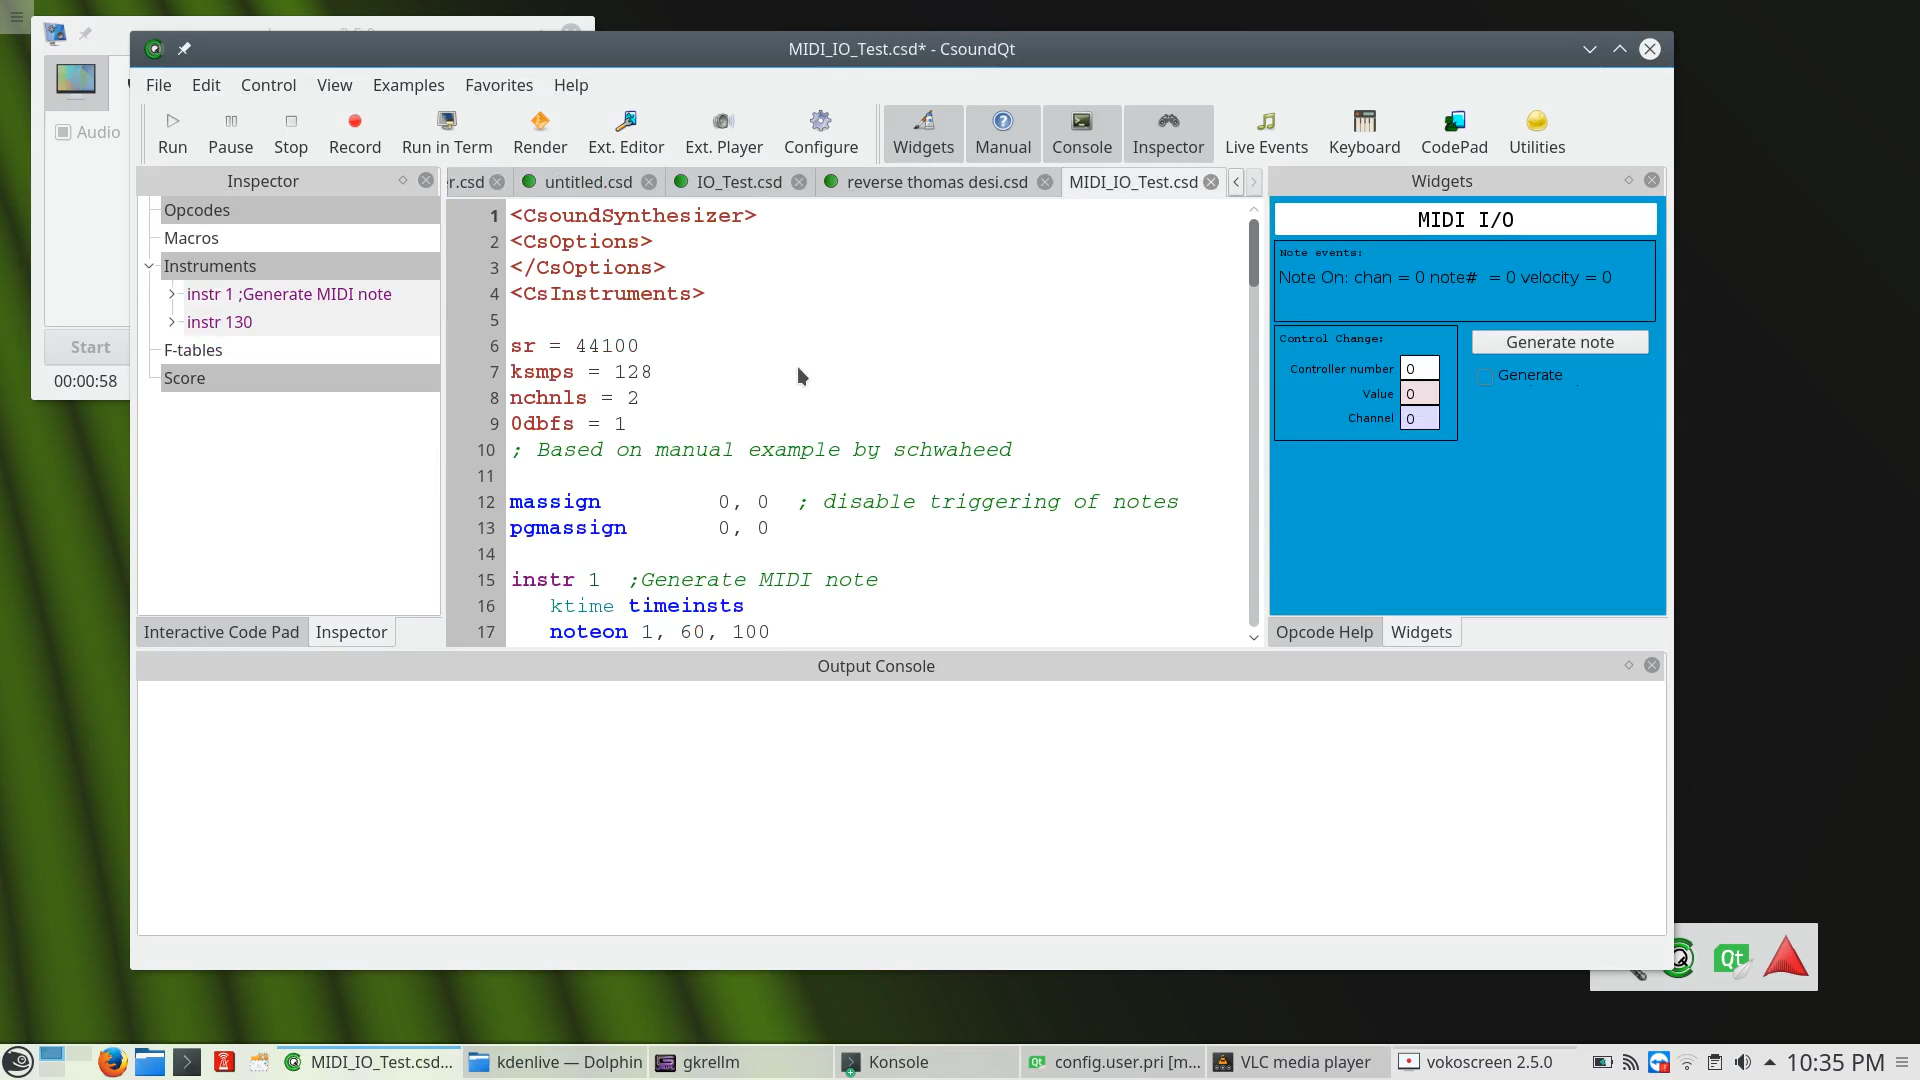 MIDI_IO_Test.csd* - CsoundQt
File Edit Control View Examples Favorites Help
Run Pause Stop Record Run in Term Render Ext. Editor Ext. Player Configure Widgets Manual Console Inspector Live Events Keyboard CodePad Utilities
Audio
Start
00:00:58
Inspector
Opcodes
Macros
Instruments
instr 1 ;Generate MIDI note
instr 130
F-tables
Score
Interactive Code Pad Inspector
r.csd untitled.csd IO_Test.csd reverse thomas desi.csd MIDI_IO_Test.csd
1 <CsoundSynthesizer>
2 <CsOptions>
3 </CsOptions>
4 <CsInstruments>
5
6 sr = 44100
7 ksmps = 128
8 nchnls = 2
9 0dbfs = 1
10 ; Based on manual example by schwaheed
11
12 massign 0, 0 ; disable triggering of notes
13 pgmassign 0, 0
14
15 instr 1 ;Generate MIDI note
16 ktime timeinsts
17 noteon 1, 60, 100
Widgets
MIDI I/O
Note events:
Note On: chan = 0 note# = 0 velocity = 0
Control Change:
Controller number 0
Value 0
Channel 0
Generate note
Generate
Opcode Help Widgets
Output Console
Qt
MIDI_IO_Test.csd... kdenlive — Dolphin gkrellm Konsole config.user.pri [m... VLC media player vokoscreen 2.5.0 10:35 PM